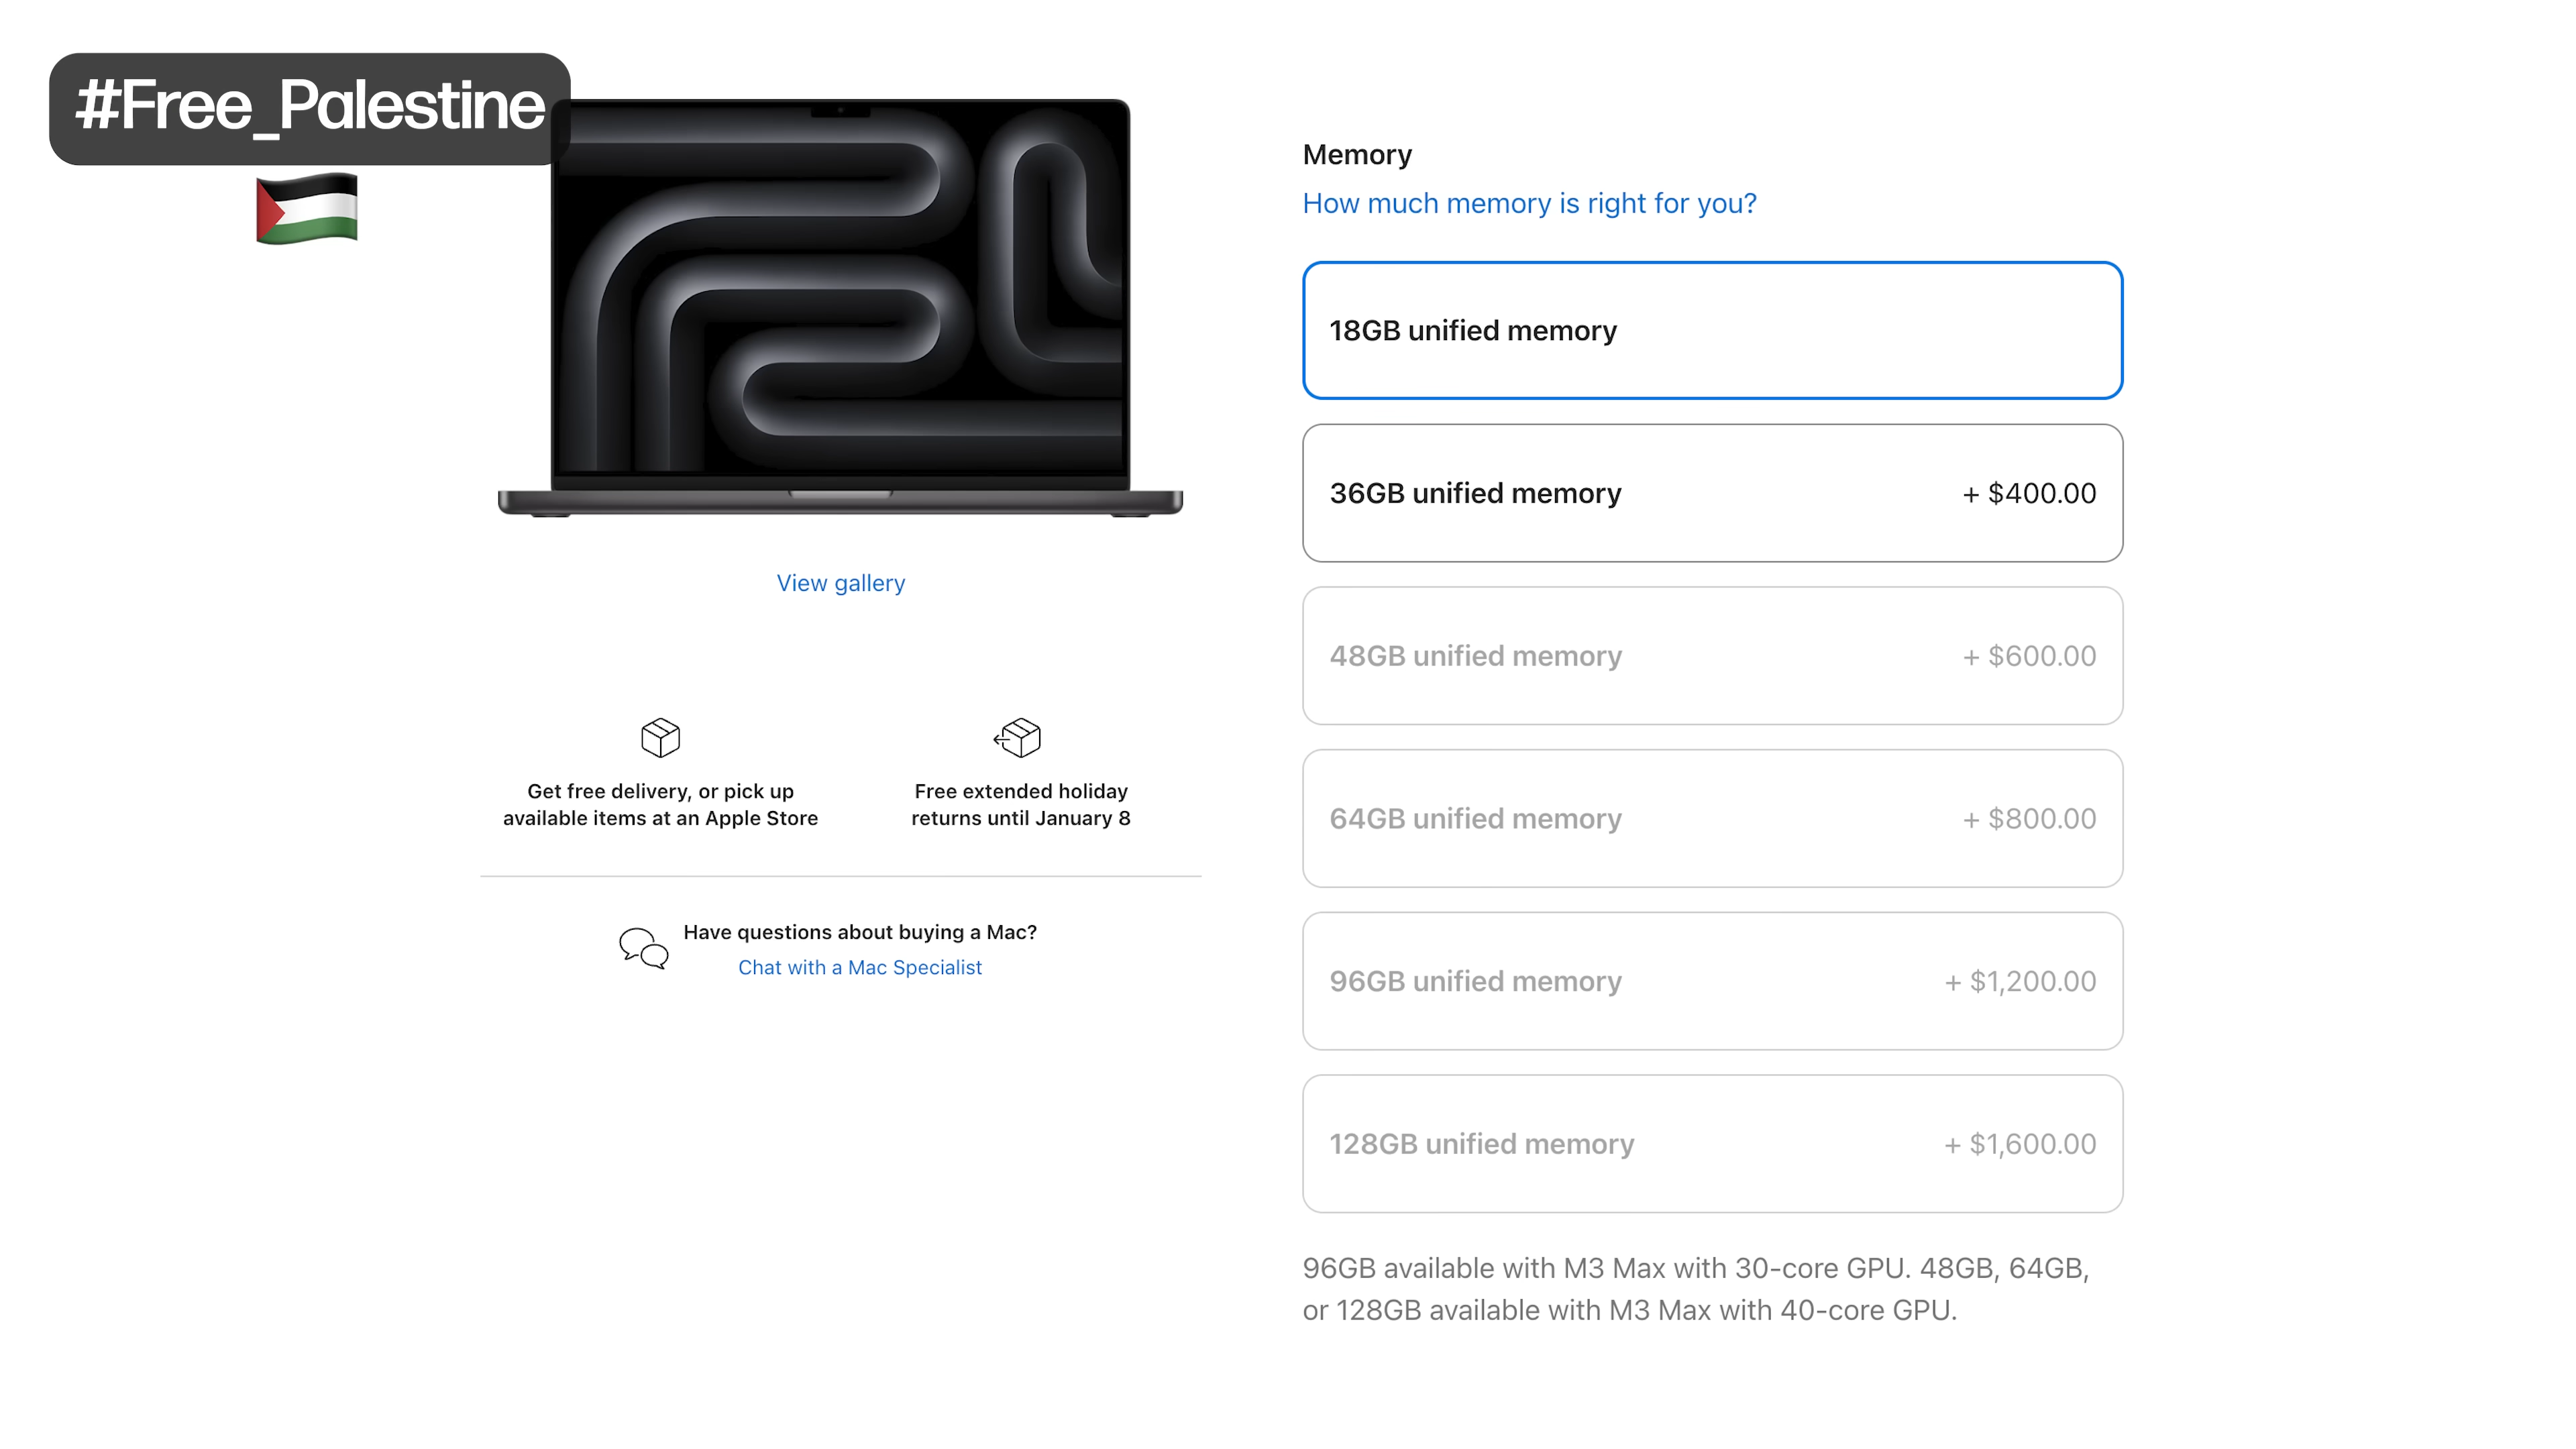 #Free_Palestine
View gallery
Get free delivery, or pick up
available items at an Apple Store
Free extended holiday
returns until January 8
Have questions about buying a Mac?
Chat with a Mac Specialist
Memory
How much memory is right for you?
18GB unified memory
36GB unified memory + $400.00
48GB unified memory + $600.00
64GB unified memory + $800.00
96GB unified memory + $1,200.00
128GB unified memory + $1,600.00
96GB available with M3 Max with 30-core GPU. 48GB, 64GB,
or 128GB available with M3 Max with 40-core GPU.